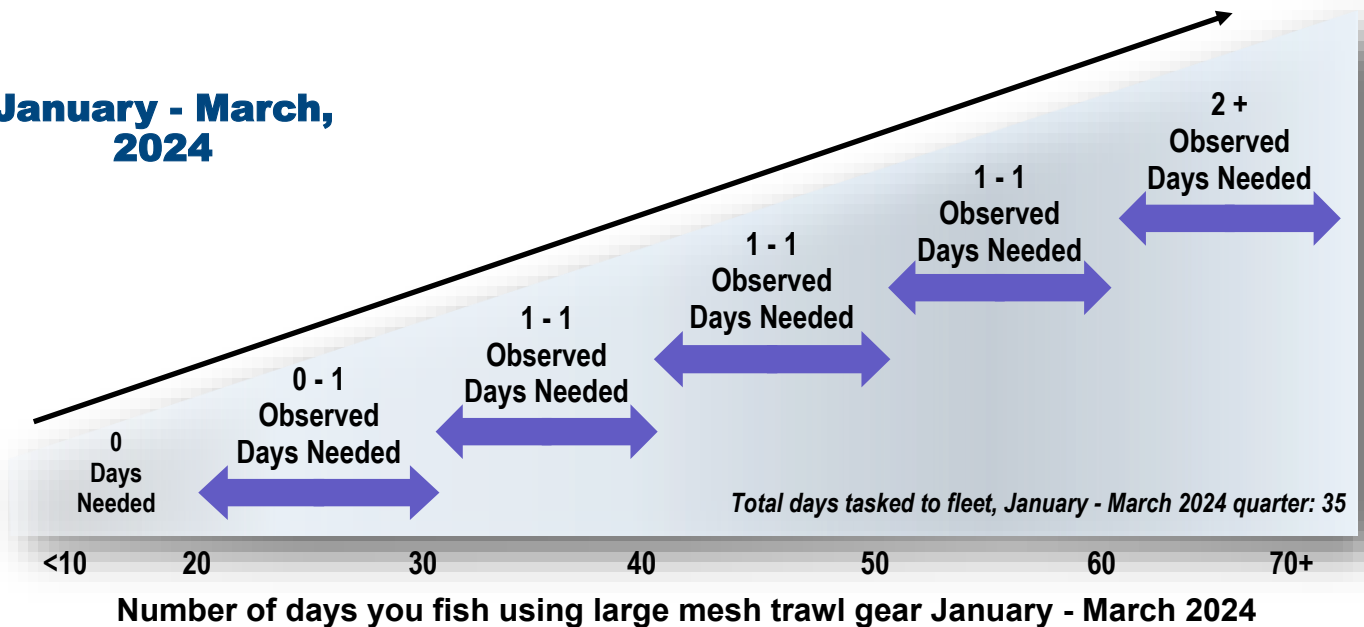 January - March,
2024
0
Days
Needed
0 - 1
Observed
Days Needed
1 - 1
Observed
Days Needed
1 - 1
Observed
Days Needed
1 - 1
Observed
Days Needed
2 +
Observed
Days Needed
Total days tasked to fleet, January - March 2024 quarter: 35
<10 20 30 40 50 60 70+
Number of days you fish using large mesh trawl gear January - March 2024